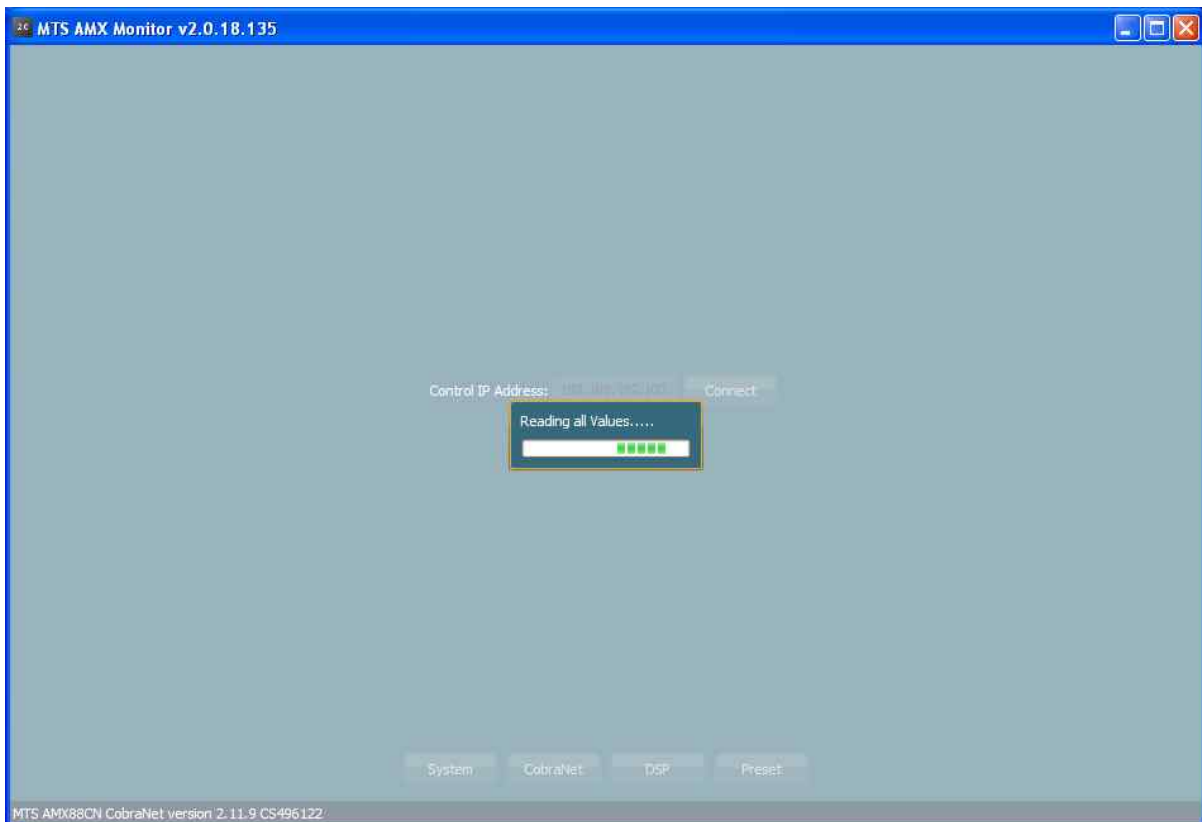 MTS AMX Monitor v2.0.18.135
Control IP Address: Connect
Reading all Values.....
System CobraNet DSP Preset
MTS AMX88CN CobraNet version 2.11.9 CS496122